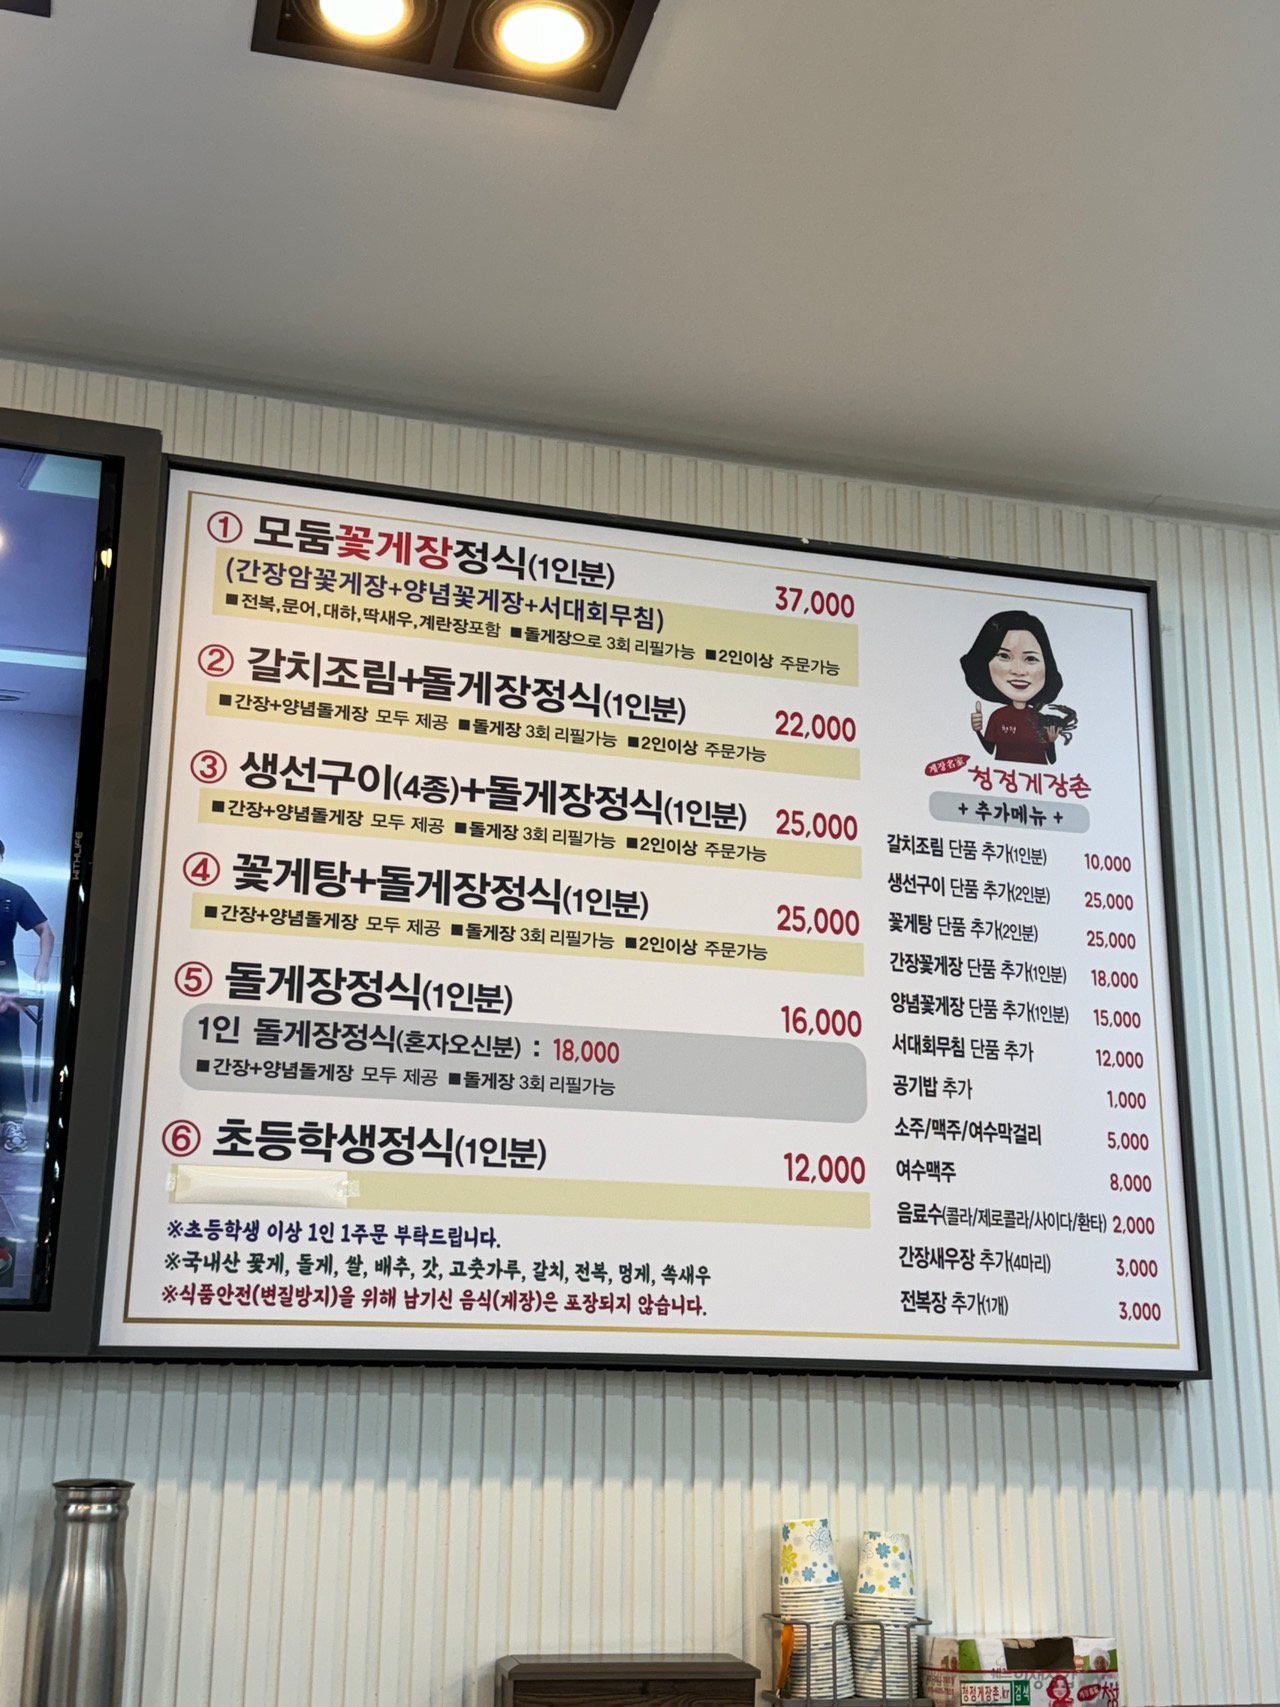 ① 모둠꽃게장정식(1인분) 37,000
(간장암꽃게장+양념꽃게장+서대회무침)
■전복,문어,대하,딱새우,계란장포함 ■돌게장으로 3회 리필가능 ■2인이상 주문가능
② 갈치조림+돌게장정식(1인분) 22,000
■간장+양념돌게장 모두 제공 ■돌게장 3회 리필가능 ■2인이상 주문가능
③ 생선구이(4종)+돌게장정식(1인분) 25,000
■간장+양념돌게장 모두 제공 ■돌게장 3회 리필가능 ■2인이상 주문가능
④ 꽃게탕+돌게장정식(1인분) 25,000
■간장+양념돌게장 모두 제공 ■돌게장 3회 리필가능 ■2인이상 주문가능
⑤ 돌게장정식(1인분) 16,000
1인 돌게장정식(혼자오신분) : 18,000
■간장+양념돌게장 모두 제공 ■돌게장 3회 리필가능
⑥ 초등학생정식(1인분) 12,000
※초등학생 이상 1인 1주문 부탁드립니다.
※국내산 꽃게, 돌게, 쌀, 배추, 갓, 고춧가루, 갈치, 전복, 멍게, 쏙새우
※식품안전(변질방지)을 위해 남기신 음식(게장)은 포장되지 않습니다.
청정
게장名家 청정게장촌
+ 추가메뉴 +
갈치조림 단품 추가(1인분) 10,000
생선구이 단품 추가(2인분) 25,000
꽃게탕 단품 추가(2인분) 25,000
간장꽃게장 단품 추가(1인분) 18,000
양념꽃게장 단품 추가(1인분) 15,000
서대회무침 단품 추가 12,000
공기밥 추가 1,000
소주/맥주/여수막걸리 5,000
여수맥주 8,000
음료수(콜라/제로콜라/사이다/환타) 2,000
간장새우장 추가(4마리) 3,000
전복장 추가(1개) 3,000
WITHLIFE
청정게장촌.kr 검색